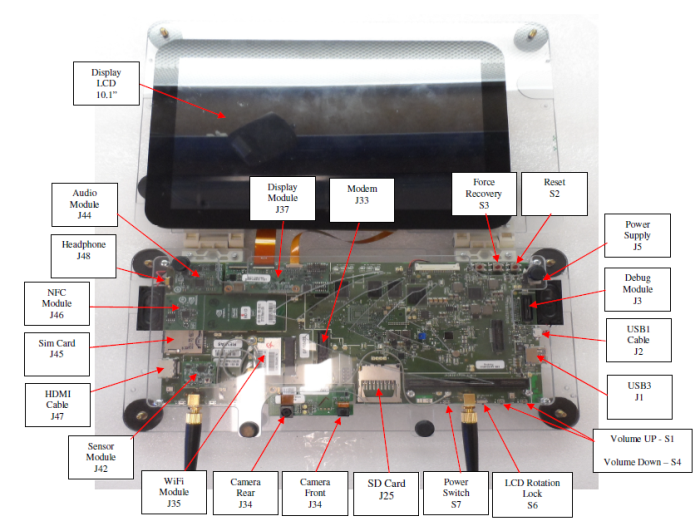 Display
LCD
10.1"
Audio
Module
J44
Display
Module
J37
Modem
J33
Force
Recovery
S3
Reset
S2
Headphone
J48
Power
Supply
J5
NFC
Module
J46
Debug
Module
J3
Sim Card
J45
USB1
Cable
J2
HDMI
Cable
J47
USB3
J1
Sensor
Module
J42
Volume UP - S1
Volume Down – S4
WiFi
Module
J35
Camera
Rear
J34
Camera
Front
J34
SD Card
J25
Power
Switch
S7
LCD Rotation
Lock
S6